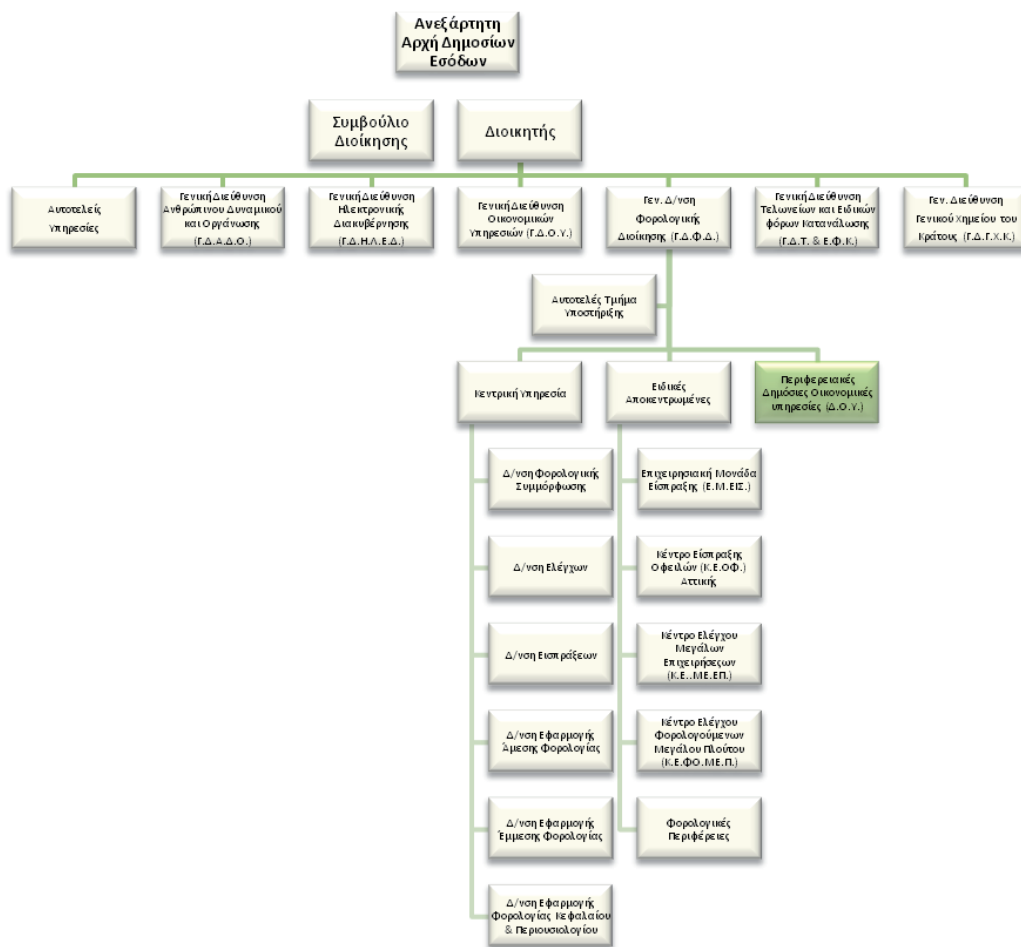 Ανεξάρτητη
Αρχή Δημοσίων
Εσόδων
Συμβούλιο
Διοίκησης
Διοικητής
Αυτοτελείς
Υπηρεσίες
Γενική Διεύθυνση
Ανθρώπινου Δυναμικού
και Οργάνωσης
(Γ.Δ.Α.Δ.Ο.)
Γενική Διεύθυνση
Ηλεκτρονικής
Διακυβέρνησης
(Γ.Δ.Η.Λ.Ε.Δ.)
Γενική Διεύθυνση
Οικονομικών
Υπηρεσιών (Γ.Δ.Ο.Υ.)
Γεν. Δ/νση
Φορολογικής
Διοίκησης (Γ.Δ.Φ.Δ.)
Γενική Διεύθυνση
Τελωνείων και Ειδικών
φόρων Κατανάλωσης
(Γ.Δ.Τ. & Ε.Φ.Κ.)
Γεν. Διεύθυνση
Γενικού Χημείου του
Κράτους (Γ.Δ.Γ.Χ.Κ.)
Αυτοτελές Τμήμα
Υποστήριξης
Κεντρική Υπηρεσία
Ειδικές
Αποκεντρωμένες
Περιφερειακές
Δημόσιες Οικονομικές
υπηρεσίες (Δ.Ο.Υ.)
Δ/νση Φορολογικής
Συμμόρφωσης
Δ/νση Ελέγχων
Δ/νση Εισπράξεων
Δ/νση Εφαρμογής
Άμεσης Φορολογίας
Δ/νση Εφαρμογής
Έμμεσης Φορολογίας
Δ/νση Εφαρμογής
Φορολογίας Κεφαλαίου
& Περιουσιολογίου
Επιχειρησιακή Μονάδα
Είσπραξης (Ε.Μ.ΕΙΣ.)
Κέντρο Είσπραξης
Οφειλών (Κ.Ε.ΟΦ.)
Αττικής
Κέντρο Ελέγχου
Μεγάλων
Επιχειρήσεςων
(Κ.Ε..ΜΕ.ΕΠ.)
Κέντρο Ελέγχου
Φορολογούμενων
Μεγάλου Πλούτου
(Κ.Ε.ΦΟ.ΜΕ.Π.)
Φορολογικές
Περιφέρειες